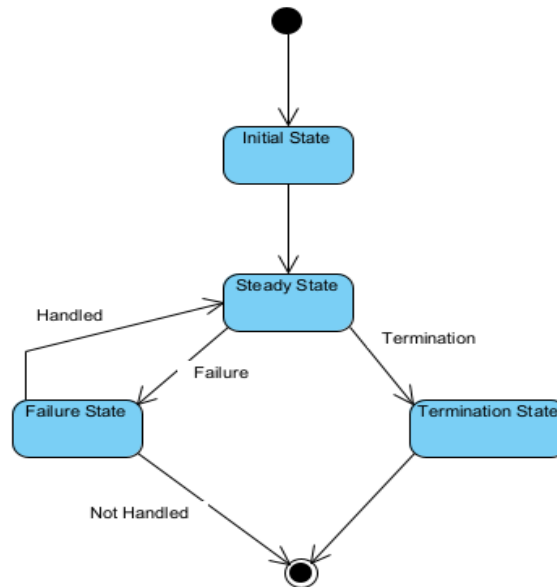 Initial State
Steady State
Handled
Termination
Failure
Failure State
Termination State
Not Handled